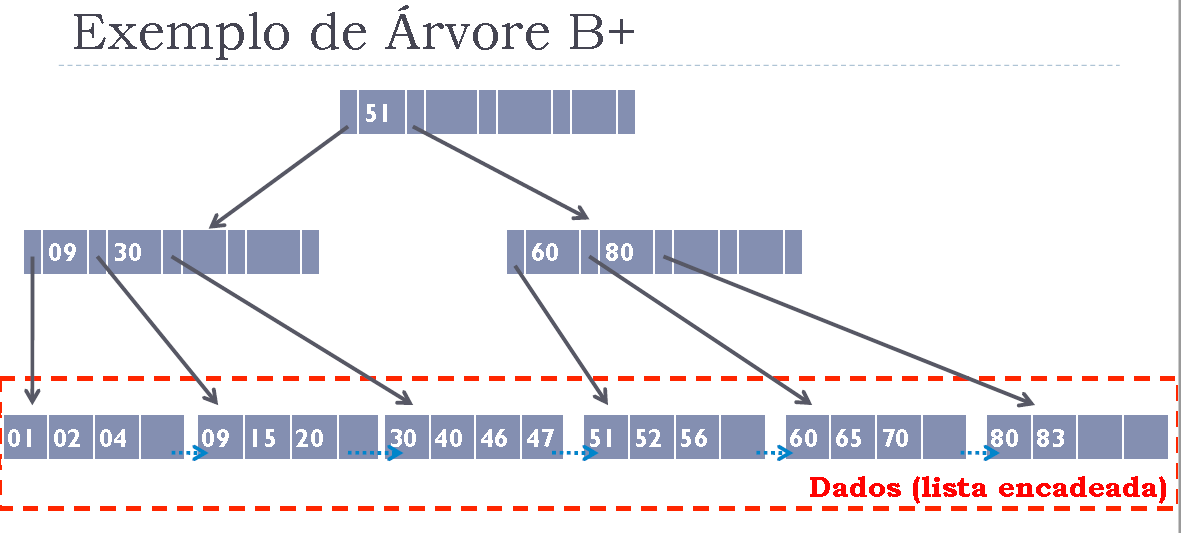 Exemplo de Árvore B+
51
09 30
60 80
01 02 04
09 15 20
30 40 46 47
51 52 56
60 65 70
80 83
Dados (lista encadeada)